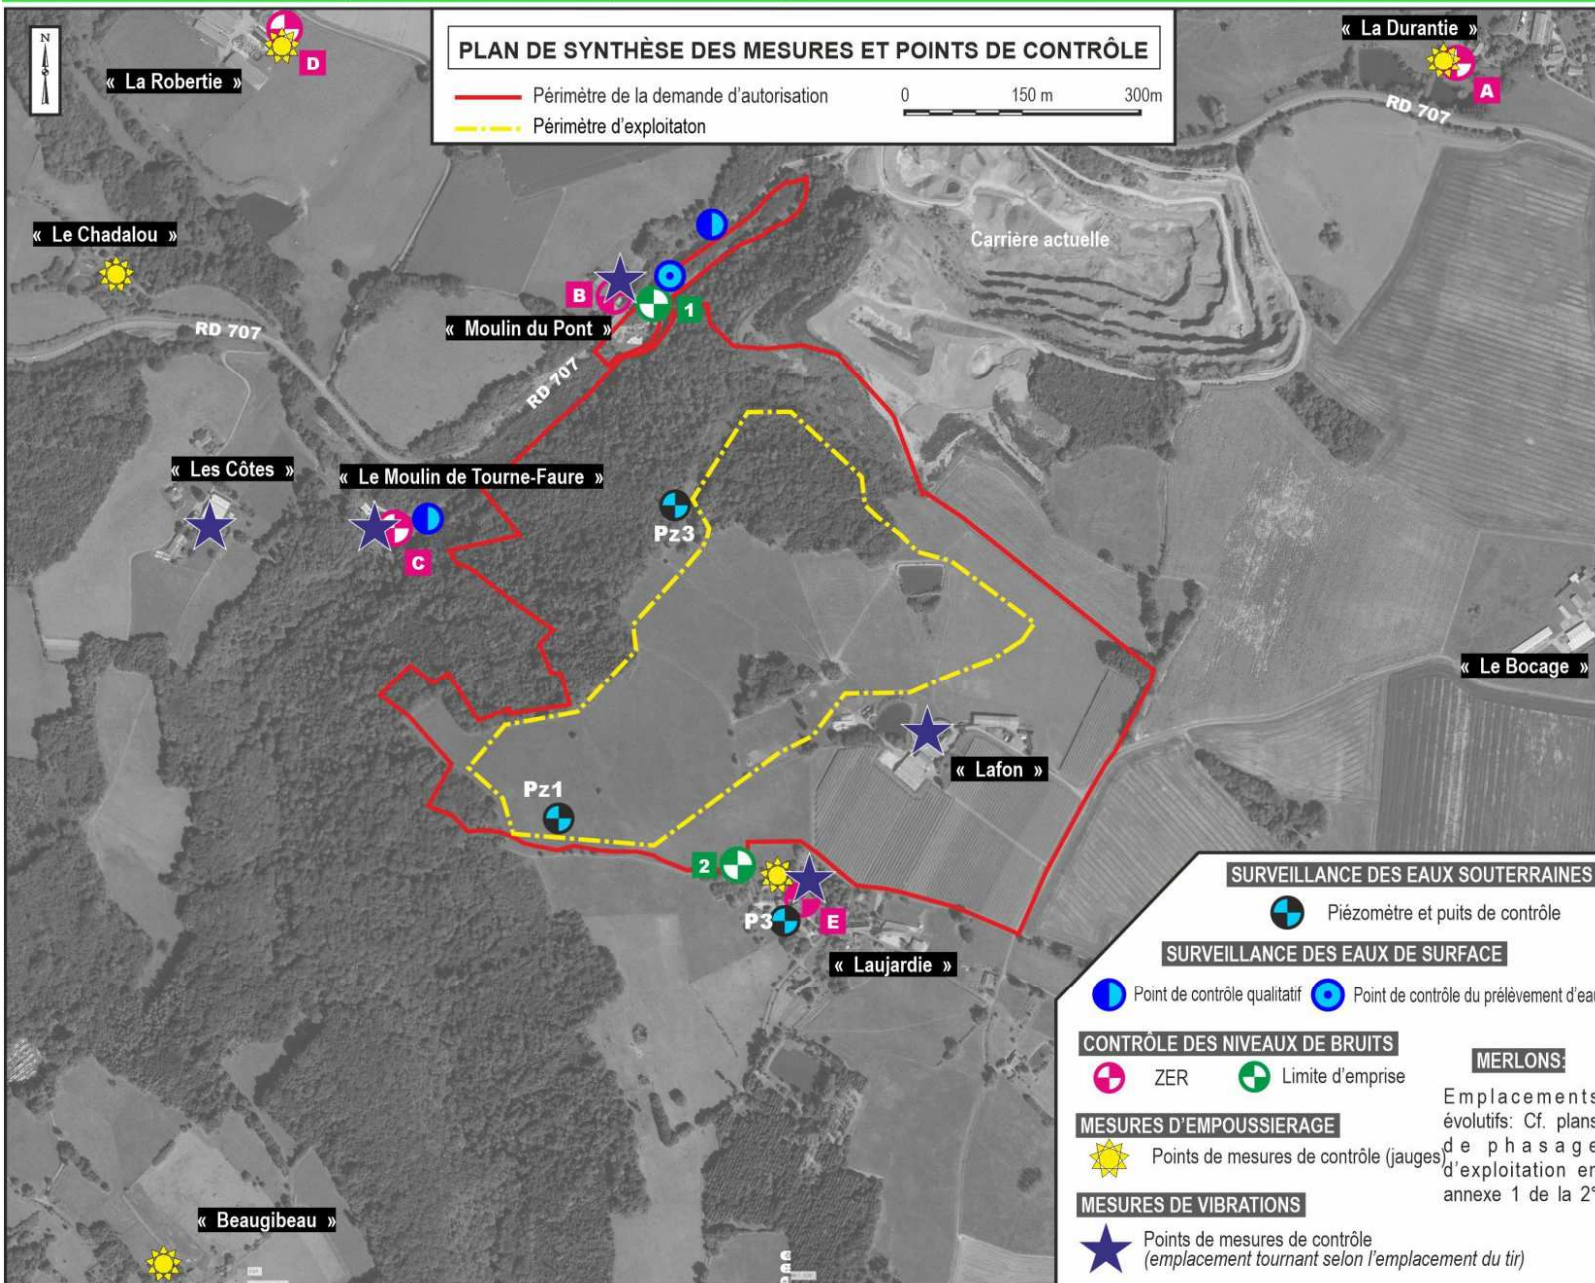 N
PLAN DE SYNTHÈSE DES MESURES ET POINTS DE CONTRÔLE
Périmètre de la demande d'autorisation
Périmètre d'exploitaton
0 150 m 300m
« La Durantie »
A
RD 707
D
« La Robertie »
« Le Chadalou »
RD 707
Carrière actuelle
B
1
« Moulin du Pont »
RD 707
« Les Côtes »
« Le Moulin de Tourne-Faure »
C
Pz3
« Le Bocage »
« Lafon »
Pz1
2
P3
E
« Laujardie »
« Beaugibeau »
SURVEILLANCE DES EAUX SOUTERRAINES
Piézomètre et puits de contrôle
SURVEILLANCE DES EAUX DE SURFACE
Point de contrôle qualitatif
Point de contrôle du prélèvement d'eau
CONTRÔLE DES NIVEAUX DE BRUITS
ZER
Limite d'emprise
MESURES D'EMPOUSSIERAGE
Points de mesures de contrôle (jauges)
MESURES DE VIBRATIONS
Points de mesures de contrôle
(emplacement tournant selon l'emplacement du tir)
MERLONS:
Emplacements
évolutifs: Cf. plans
de phasage
d'exploitation en
annexe 1 de la 2°